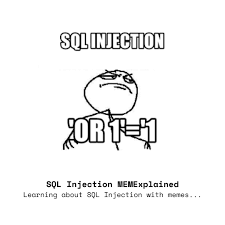 SQL INJECTION
'OR 1'='1
SQL Injection MEMExplained
Learning about SQL Injection with memes...